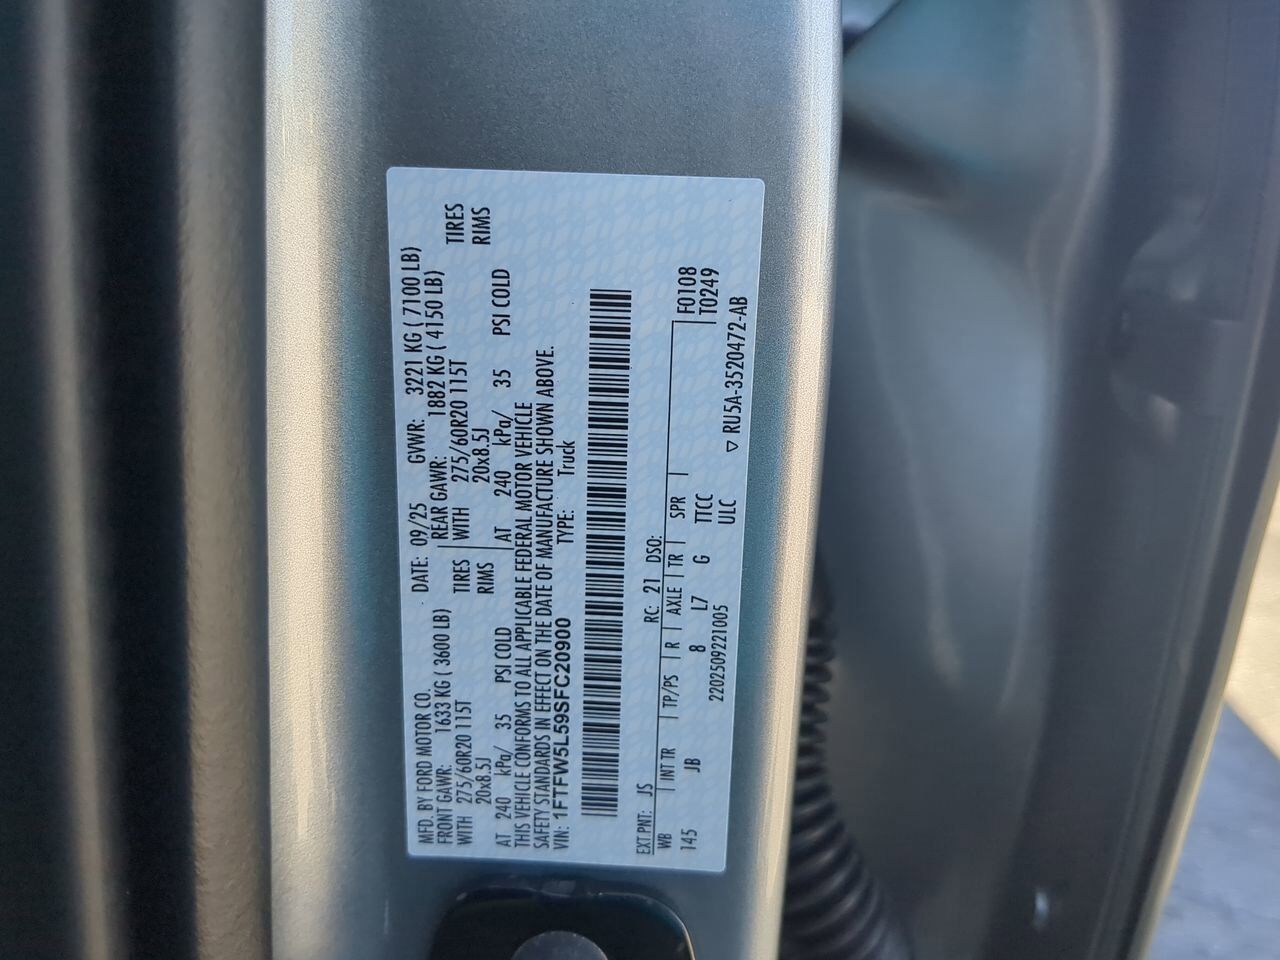 MFD. BY FORD MOTOR CO.
DATE: 09/25 GVWR: 3221 KG ( 7100 LB)
FRONT GAWR: 1633 KG ( 3600 LB) REAR GAWR: 1882 KG ( 4150 LB)
WITH 275/60R20 115T TIRES WITH 275/60R20 115T TIRES
20x8.5J RIMS 20x8.5J RIMS
AT 240 kPa/ 35 PSI COLD AT 240 kPa/ 35 PSI COLD
THIS VEHICLE CONFORMS TO ALL APPLICABLE FEDERAL MOTOR VEHICLE
SAFETY STANDARDS IN EFFECT ON THE DATE OF MANUFACTURE SHOWN ABOVE.
VIN: 1FTFW5L59SFC20900 TYPE: Truck
EXT PNT: JS RC: 21 DSO:
WB INT TR TP/PS R AXLE TR SPR F0108
145 JB 8 L7 G TTCC T0249
2202509221005 ULC ▽ RU5A-3520472-AB